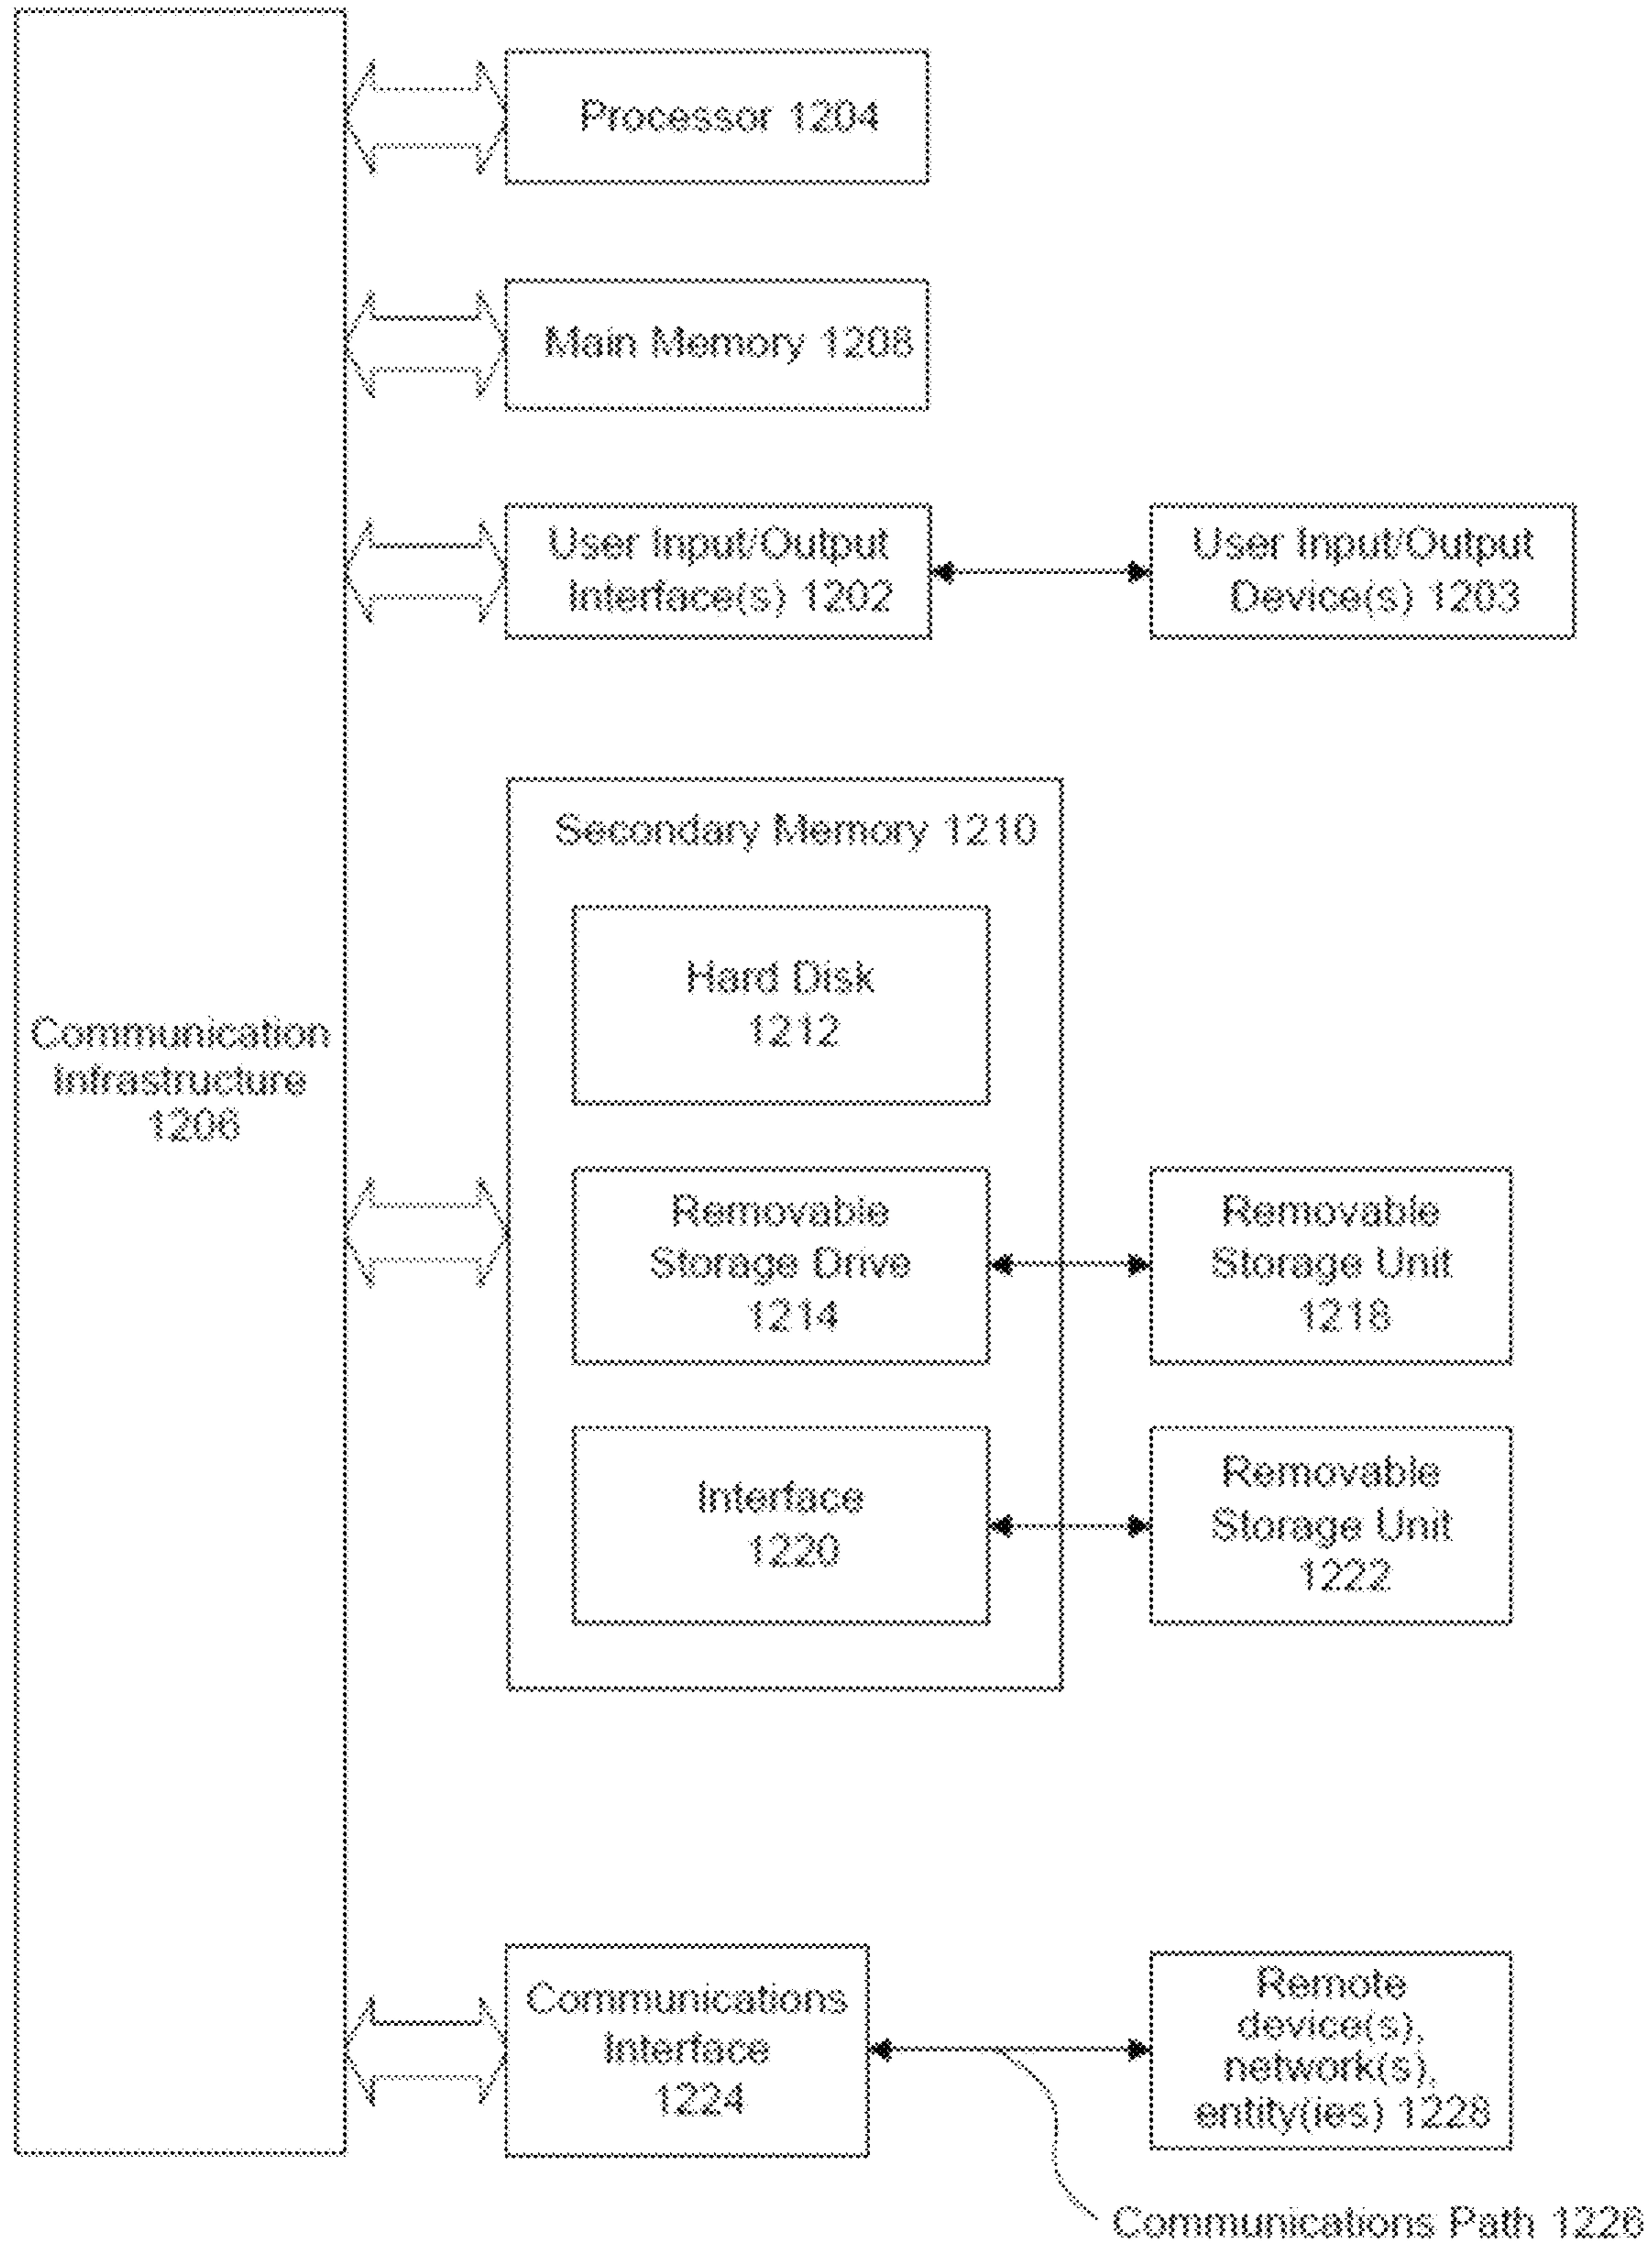 Processor 1204
Main Memory 1208
User Input/Output
Interface(s) 1202
User Input/Output
Device(s) 1203
Secondary Memory 1210
Hard Disk
1212
Communication
Infrastructure
1206
Removable
Storage Drive
1214
Removable
Storage Unit
1218
Interface
1220
Removable
Storage Unit
1222
Communications
Interface
1224
Remote
device(s),
network(s),
entity(ies) 1228
Communications Path 1226